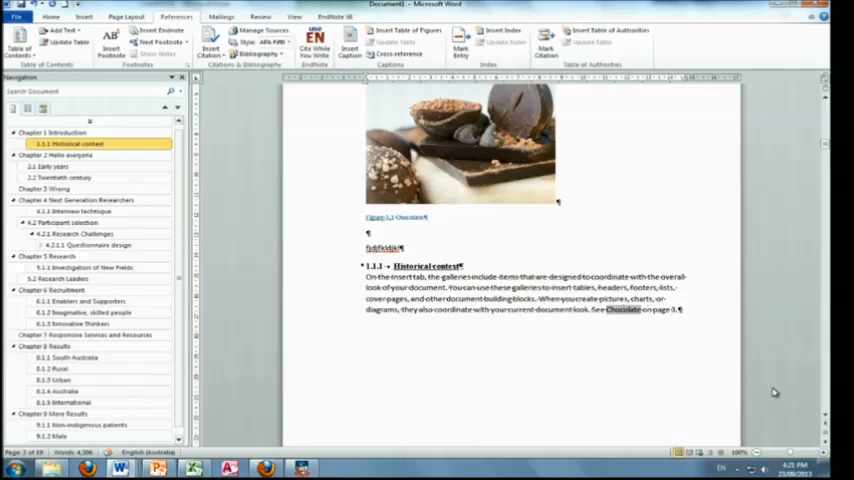 Document1 - Microsoft Word
File Home Insert Page Layout References Mailings Review View EndNote X6
Table of Contents
Add Text
Update Table
Table of Contents
Insert Footnote
Insert Endnote
Next Footnote
Show Notes
Footnotes
Insert Citation
Manage Sources
Style: APA Fifth
Bibliography
Citations & Bibliography
EN
Cite While You Write
EndNote
Insert Caption
Insert Table of Figures
Update Table
Cross-reference
Captions
Mark Entry
Insert Index
Update Index
Index
Mark Citation
Insert Table of Authorities
Update Table
Table of Authorities
Navigation
Search Document
Chapter 1 Introduction
1.1.1 Historical context
Chapter 2 Hello everyone
2.1 Early years
2.2 Twentieth century
Chapter 3 Wrong
Chapter 4 Next Generation Researchers
4.1.1 Interview technique
4.2 Participant selection
4.2.1 Research Challenges
4.2.1.1 Questionnaire design
Chapter 5 Research
5.1.1 Investigation of New Fields
5.2 Research Leaders
Chapter 6 Recruitment
6.1.1 Enablers and Supporters
6.1.2 Imaginative, skilled people
6.1.3 Innovative Thinkers
Chapter 7 Responsive Services and Resources
Chapter 8 Results
8.1.1 South Australia
8.1.2 Rural
8.1.3 Urban
8.1.4 Australia
8.1.5 International
Chapter 9 More Results
9.1.1 Non-indigenous patients
9.1.2 Male
Figure 1.1 Chocolate¶
¶
fjdjfkldjkl¶
1.1.1 → Historical context¶
On the insert tab, the galleries include items that are designed to coordinate with the overall
look of your document. You can use these galleries to insert tables, headers, footers, lists,
cover pages, and other document building blocks. When you create pictures, charts, or
diagrams, they also coordinate with your current document look. See Chocolate on page 3.¶
Page: 3 of 19 Words: 4,306 English (Australia) 100%
EN 4:21 PM
23/08/2013